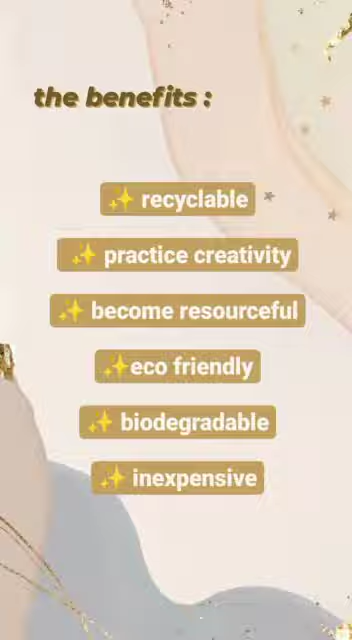 the benefits :
✨ recyclable
✨ practice creativity
✨ become resourceful
✨eco friendly
✨ biodegradable
✨ inexpensive